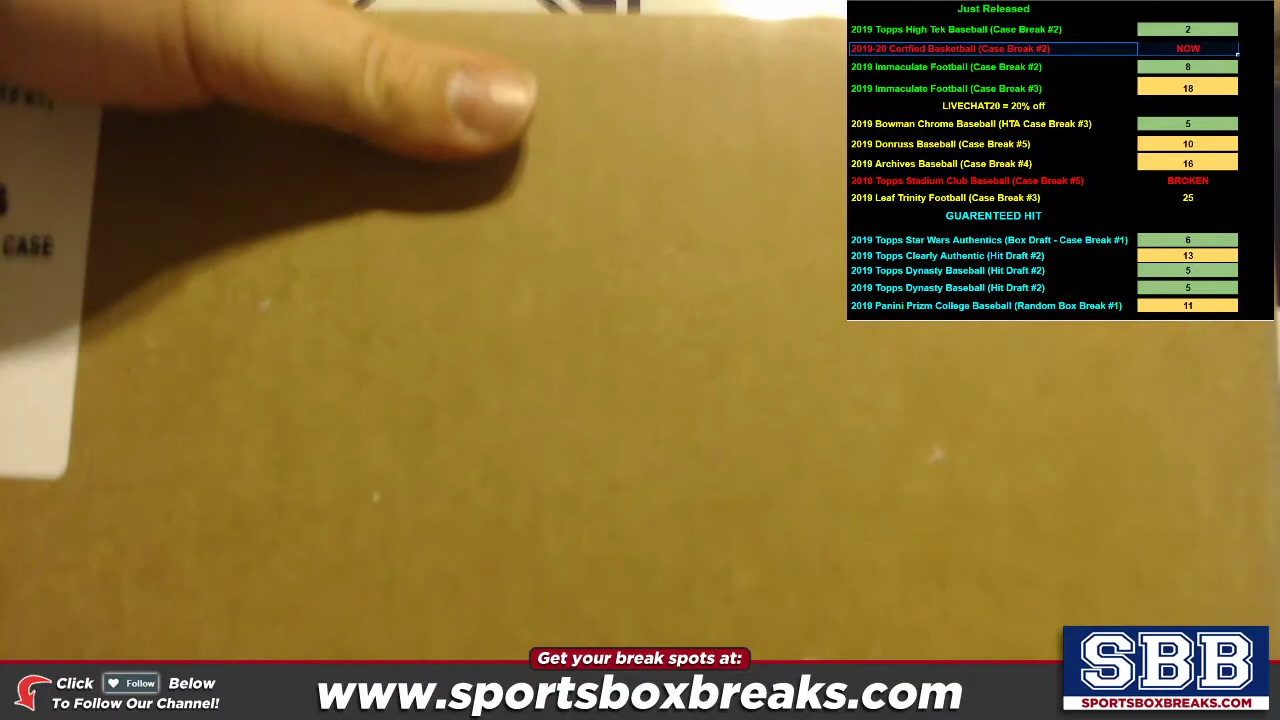 CASE
Just Released
2019 Topps High Tek Baseball (Case Break #2) 2
2019-20 Cortfied Basketball (Case Break #2) NOW
2019 Immaculate Football (Case Break #2) 8
2019 Immaculate Football (Case Break #3) 18
LIVECHAT20 = 20% off
2019 Bowman Chrome Baseball (HTA Case Break #3) 5
2019 Donruss Baseball (Case Break #5) 10
2019 Archives Baseball (Case Break #4) 16
2019 Topps Stadium Club Baseball (Case Break #5) BROKEN
2019 Leaf Trinity Football (Case Break #3) 25
GUARENTEED HIT
2019 Topps Star Wars Authentics (Box Draft - Case Break #1) 6
2019 Topps Clearly Authentic (Hit Draft #2) 13
2019 Topps Dynasty Baseball (Hit Draft #2) 5
2019 Topps Dynasty Baseball (Hit Draft #2) 5
2019 Panini Prizm College Baseball (Random Box Break #1) 11
Get your break spots at:
Click Follow Below
To Follow Our Channel!
www.sportsboxbreaks.com
SBB
SPORTSBOXBREAKS.COM